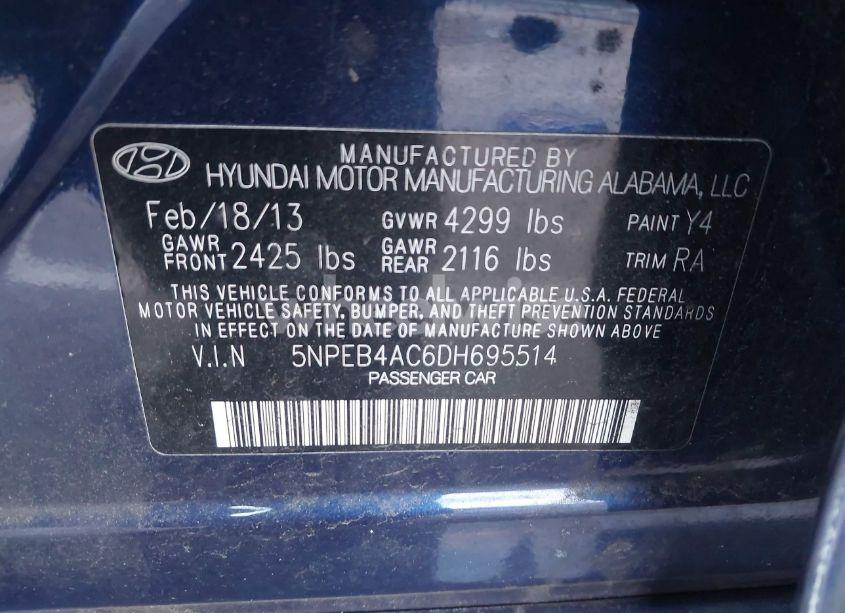 MANUFACTURED BY
HYUNDAI MOTOR MANUFACTURING ALABAMA, LLC
Feb/18/13 GVWR 4299 lbs PAINT Y4
GAWR FRONT 2425 lbs GAWR REAR 2116 lbs TRIM RA
THIS VEHICLE CONFORMS TO ALL APPLICABLE U.S.A. FEDERAL
MOTOR VEHICLE SAFETY, BUMPER, AND THEFT PREVENTION STANDARDS
IN EFFECT ON THE DATE OF MANUFACTURE SHOWN ABOVE
V.I.N 5NPEB4AC6DH695514
PASSENGER CAR